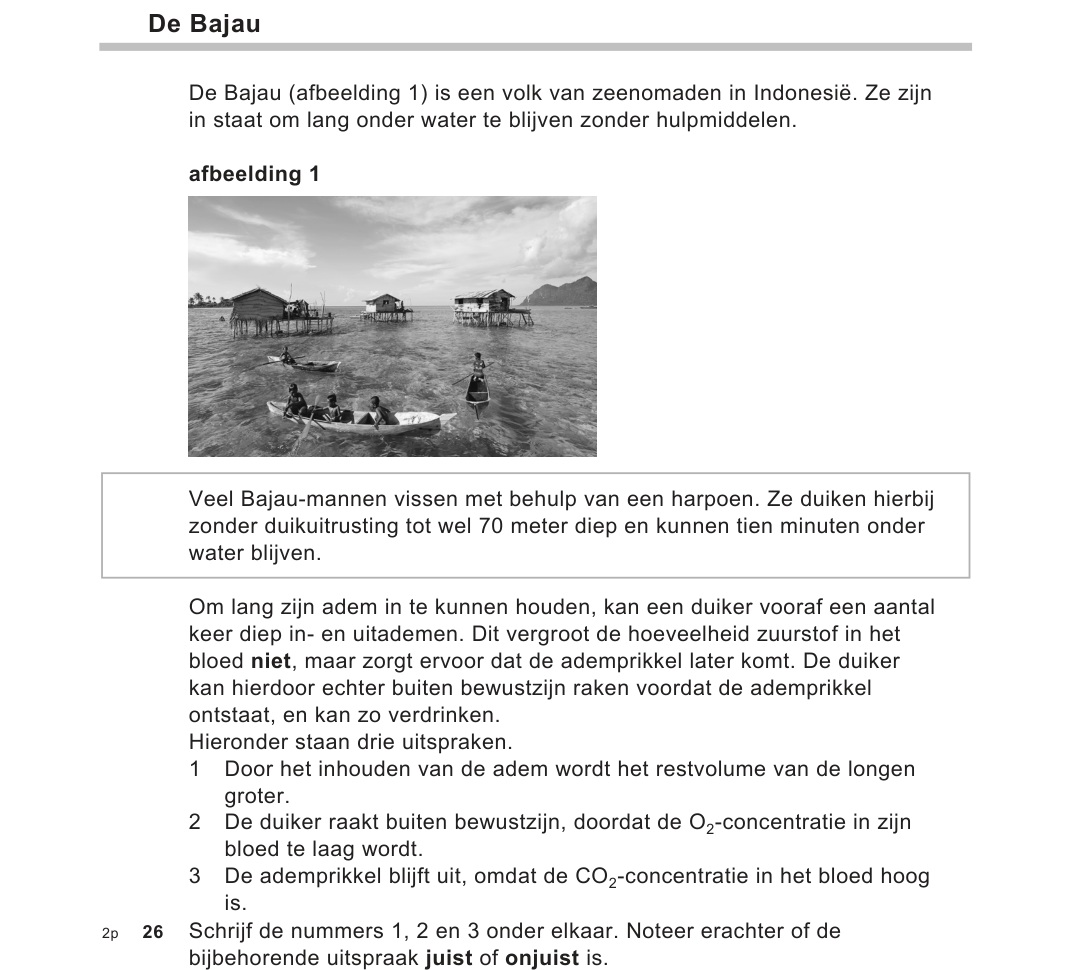 De Bajau
De Bajau (afbeelding 1) is een volk van zeenomaden in Indonesië. Ze zijn
in staat om lang onder water te blijven zonder hulpmiddelen.
afbeelding 1
Veel Bajau-mannen vissen met behulp van een harpoen. Ze duiken hierbij
zonder duikuitrusting tot wel 70 meter diep en kunnen tien minuten onder
water blijven.
Om lang zijn adem in te kunnen houden, kan een duiker vooraf een aantal
keer diep in- en uitademen. Dit vergroot de hoeveelheid zuurstof in het
bloed niet, maar zorgt ervoor dat de ademprikkel later komt. De duiker
kan hierdoor echter buiten bewustzijn raken voordat de ademprikkel
ontstaat, en kan zo verdrinken.
Hieronder staan drie uitspraken.
1 Door het inhouden van de adem wordt het restvolume van de longen
groter.
2 De duiker raakt buiten bewustzijn, doordat de O₂-concentratie in zijn
bloed te laag wordt.
3 De ademprikkel blijft uit, omdat de CO₂-concentratie in het bloed hoog
is.
2p 26 Schrijf de nummers 1, 2 en 3 onder elkaar. Noteer erachter of de
bijbehorende uitspraak juist of onjuist is.